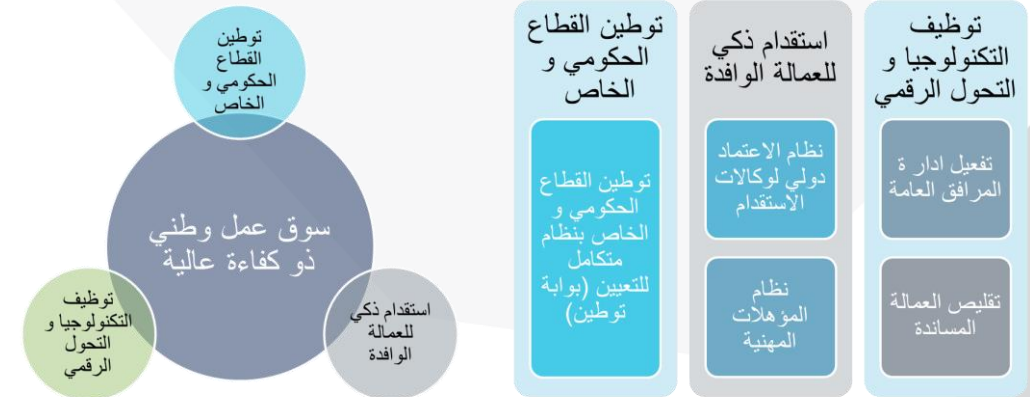 توطين
القطاع
الحكومي و
الخاص
سوق عمل وطني
ذو كفاءة عالية
توظيف
التكنولوجيا و
التحول
الرقمي
استقدام ذكي
للعمالة
الوافدة
توظيف
التكنولوجيا و
التحول الرقمي
تفعيل ادار ة
المرافق العامة
تقليص العمالة
المساندة
استقدام ذكي
للعمالة الوافدة
نظام الاعتماد
دولي لوكالات
الاستقدام
نظام
المؤهلات
المهنية
توطين القطاع
الحكومي و
الخاص
توطين القطاع
الحكومي و
الخاص بنظام
متكامل
للتعيين (بوابة
توطين)